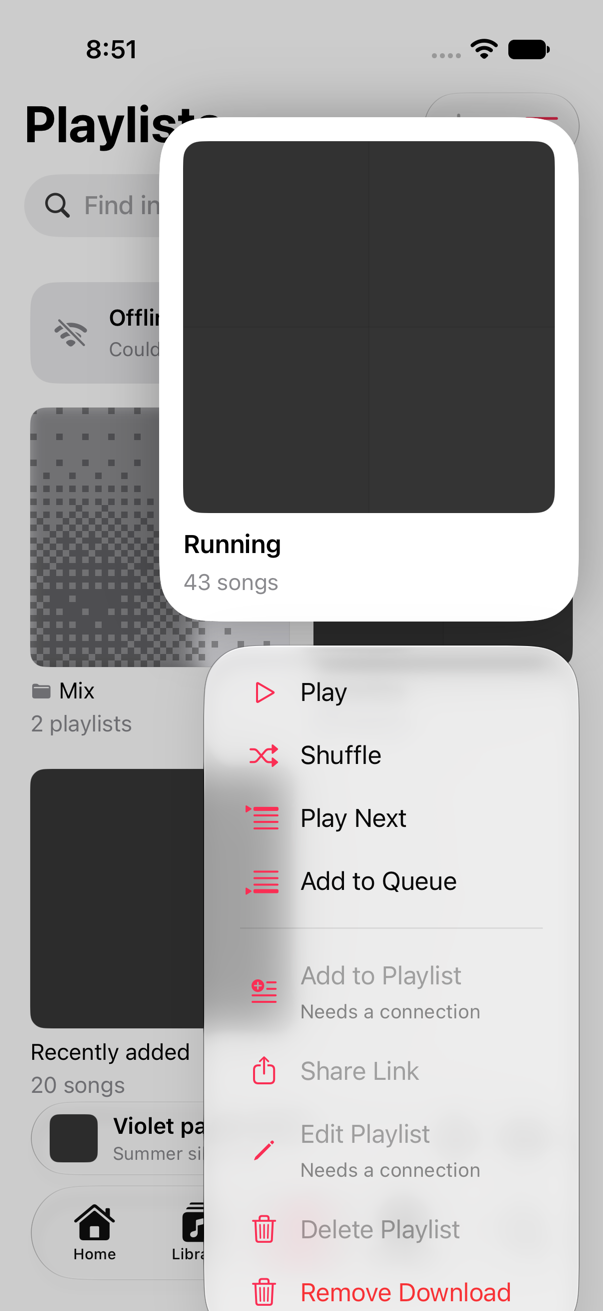 8:51
Playlists
Find in
Offlin
Could
Running
43 songs
Mix
2 playlists
Play
Shuffle
Play Next
Add to Queue
Add to Playlist
Needs a connection
Share Link
Edit Playlist
Needs a connection
Delete Playlist
Remove Download
Recently added
20 songs
Violet pa
Summer si
Home
Libra